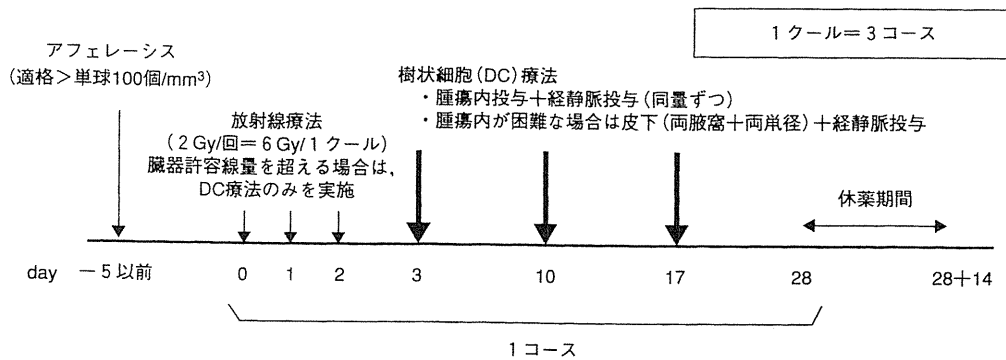 1クール=3コース
アフェレーシス
(適格>単球100個/mm³)
樹状細胞(DC)療法
・腫瘍内投与+経静脈投与(同量ずつ)
・腫瘍内が困難な場合は皮下(両腋窩+両鼡径)+経静脈投与
放射線療法
(2 Gy/回=6 Gy/1クール)
臓器許容線量を超える場合は,
DC療法のみを実施
休薬期間
day −5以前 0 1 2 3 10 17 28 28+14
1コース